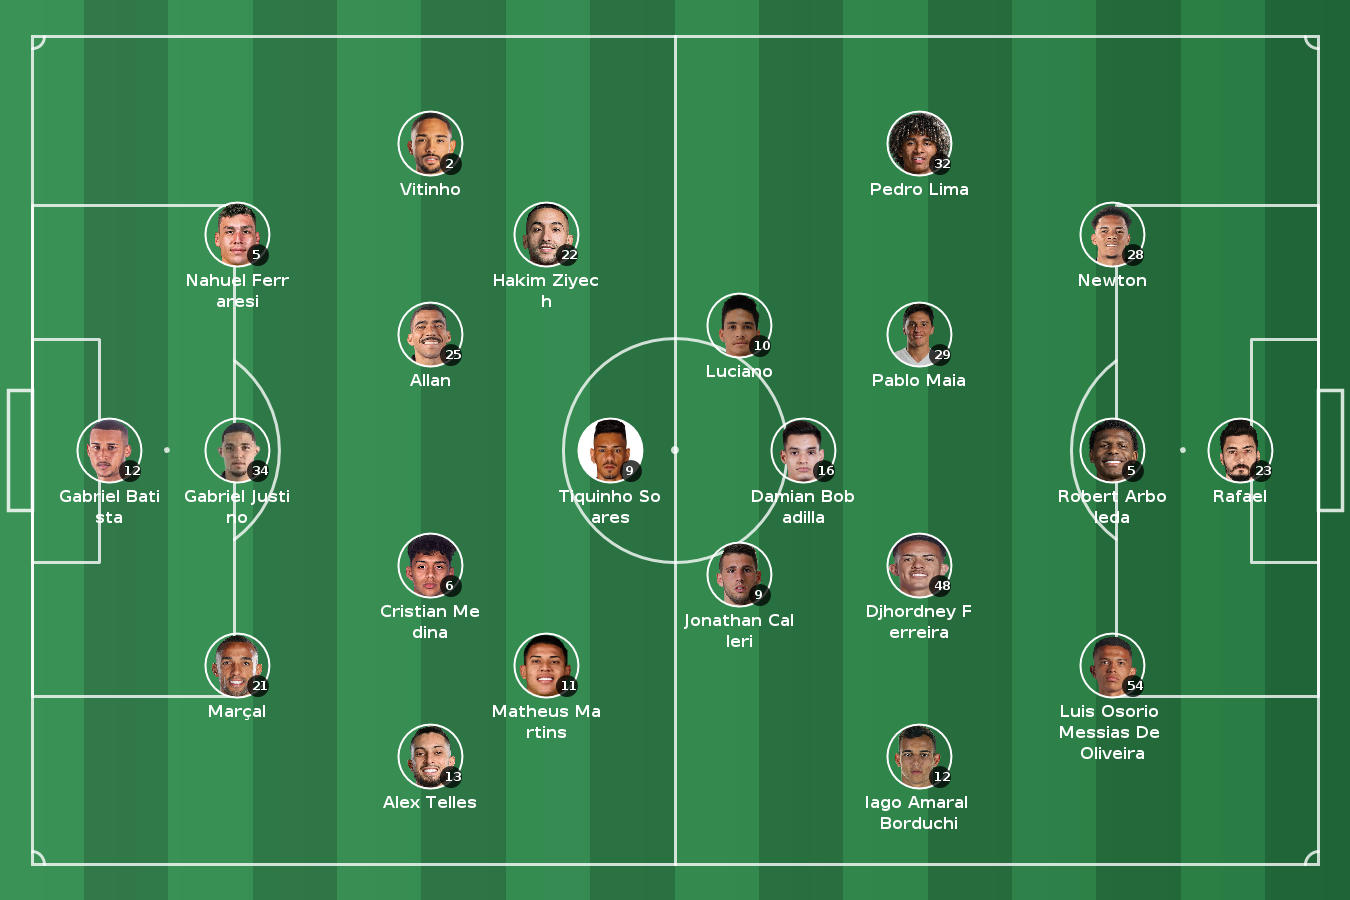 2
Vitinho
32
Pedro Lima
5
Nahuel Ferr
aresi
22
Hakim Ziyec
h
28
Newton
25
Allan
10
Luciano
29
Pablo Maia
12
Gabriel Bati
sta
34
Gabriel Justi
no
9
Tiquinho So
ares
16
Damian Bob
adilla
5
Robert Arbo
leda
23
Rafael
6
Cristian Me
dina
9
Jonathan Cal
leri
48
Djhordney F
erreira
21
Marçal
11
Matheus Ma
rtins
54
Luis Osorio
Messias De
Oliveira
13
Alex Telles
12
Iago Amaral
Borduchi